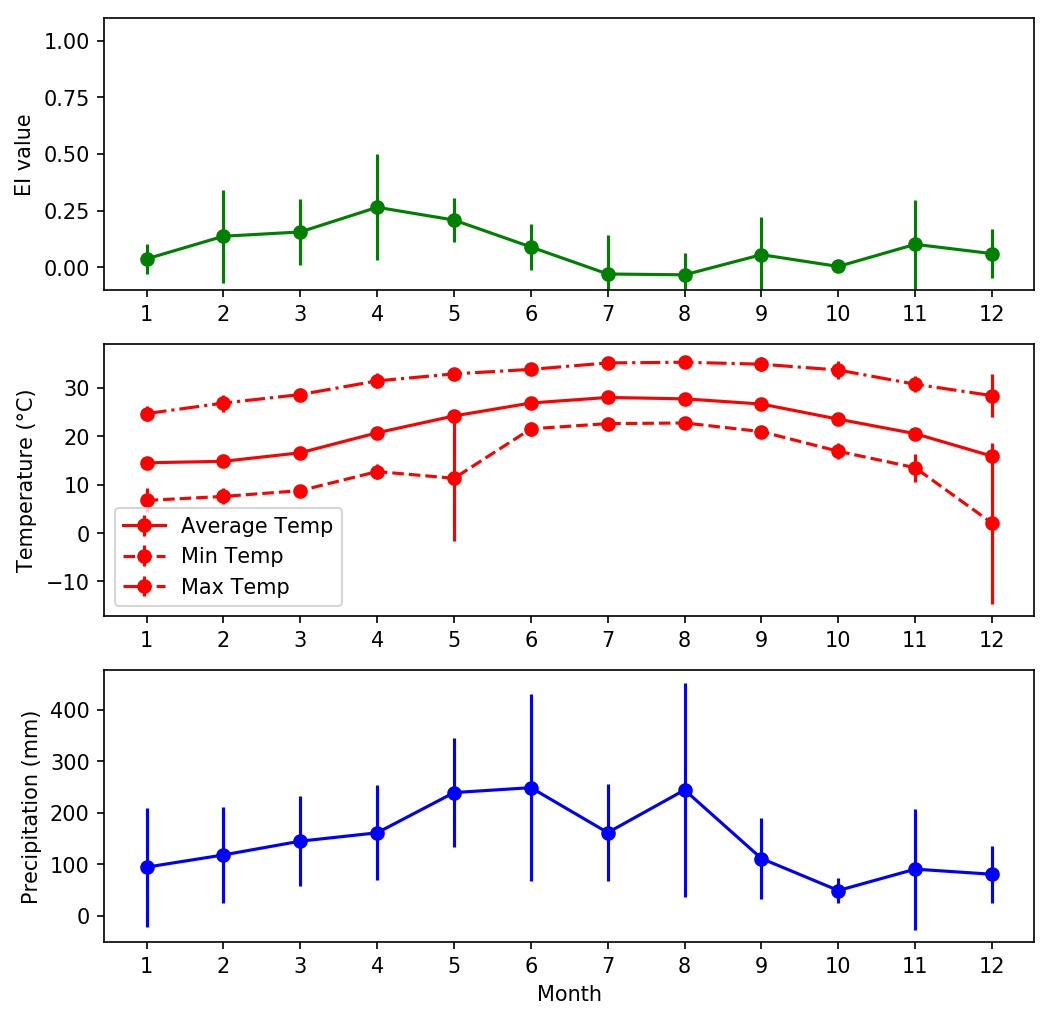 EI value
1.00
0.75
0.50
0.25
0.00
1 2 3 4 5 6 7 8 9 10 11 12
Temperature (°C)
30
20
10
0
−10
Average Temp
Min Temp
Max Temp
1 2 3 4 5 6 7 8 9 10 11 12
Precipitation (mm)
400
300
200
100
0
1 2 3 4 5 6 7 8 9 10 11 12
Month